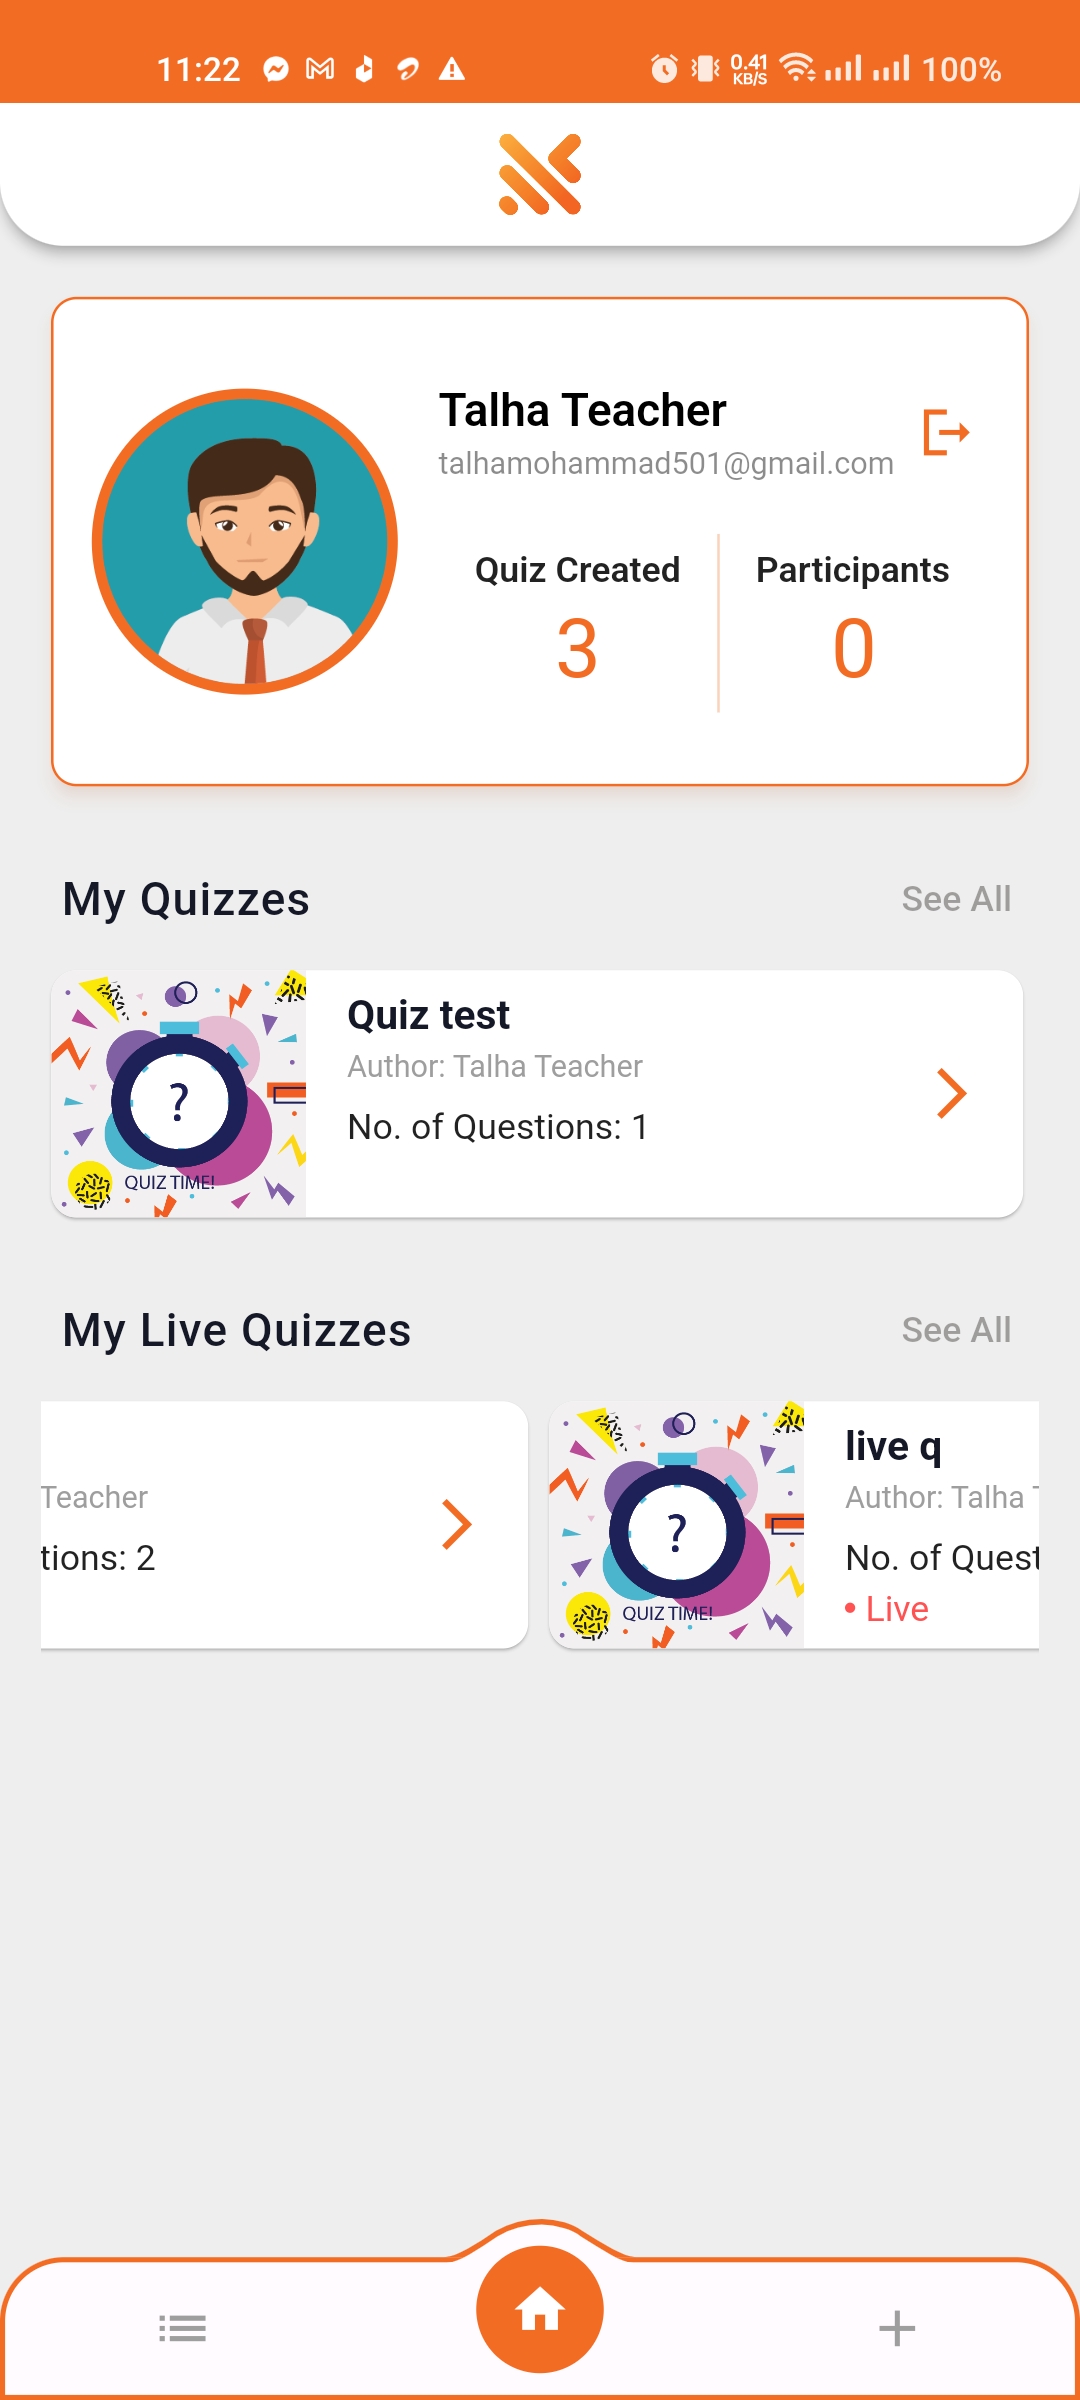 11:22 0.41 KB/S 100%
Talha Teacher
talhamohammad501@gmail.com
Quiz Created Participants
3 0
My Quizzes See All
?
QUIZ TIME!
Quiz test
Author: Talha Teacher
No. of Questions: 1
My Live Quizzes See All
Teacher
tions: 2
?
QUIZ TIME!
live q
Author: Talha
No. of Quest
• Live